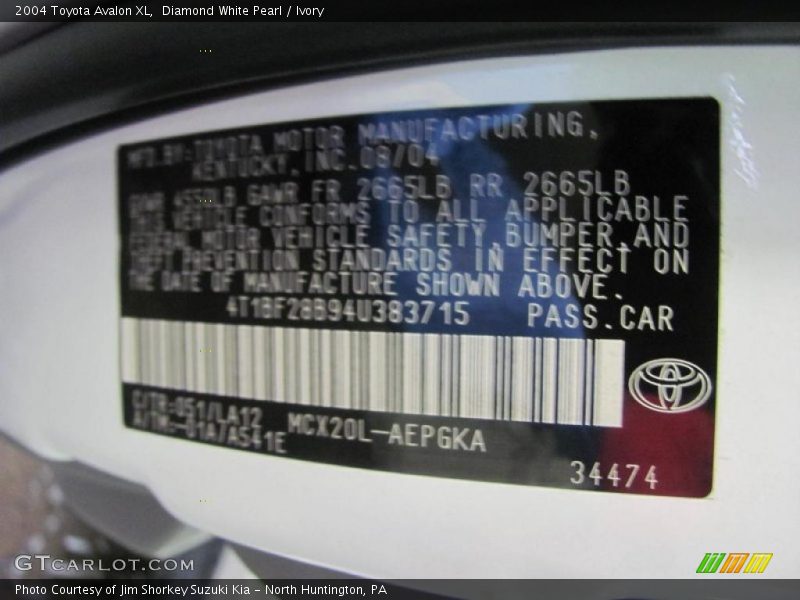 2004 Toyota Avalon XL, Diamond White Pearl / Ivory
MFD.BY:TOYOTA MOTOR MANUFACTURING,
KENTUCKY, INC.08/04
GVWR 4550LB GAWR FR 2665LB RR 2665LB
THIS VEHICLE CONFORMS TO ALL APPLICABLE
FEDERAL MOTOR VEHICLE SAFETY,BUMPER,AND
THEFT PREVENTION STANDARDS IN EFFECT ON
THE DATE OF MANUFACTURE SHOWN ABOVE.
4T1BF28B94U383715 PASS.CAR
C/TR:051/LA12
A/TM:-01A/A541E
MCX20L-AEPGKA
34474
GTCARLOT.COM
Photo Courtesy of Jim Shorkey Suzuki Kia - North Huntington, PA